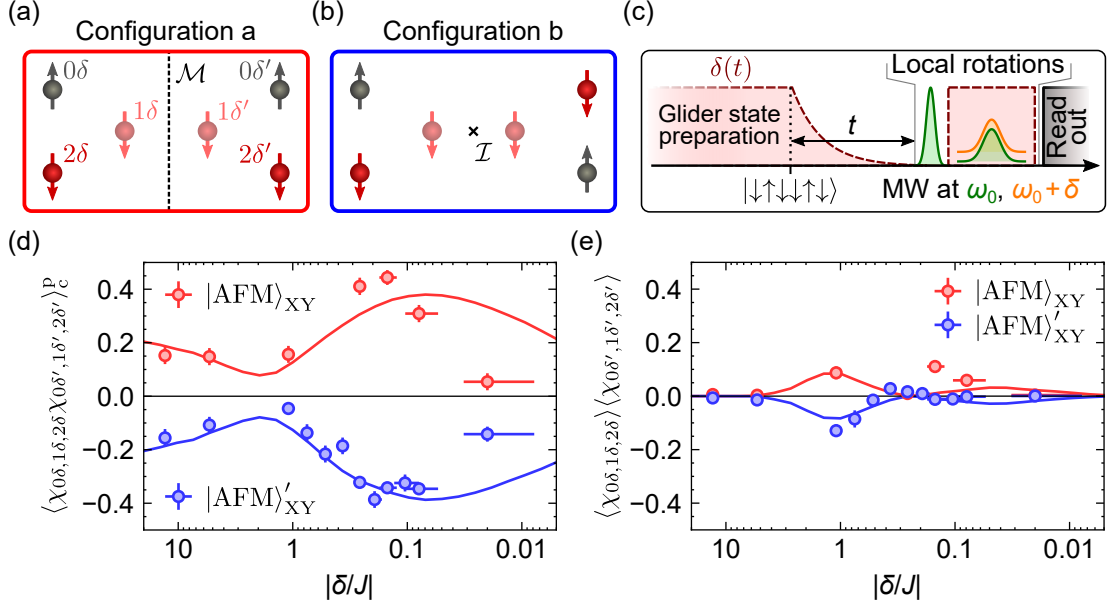 (a)
Configuration a
0δ
0δ′
ℳ
1δ
1δ′
2δ
2δ′
(b)
Configuration b
×
ℐ
(c)
δ(t)
Local rotations
Glider state
preparation
t
Read
out
|↓↑↓↓↑↓⟩
MW at ω₀, ω₀ + δ
(d)
⟨χ0δ,1δ,2δ χ0δ′,1δ′,2δ′⟩ᵖc
0.4
0.2
0.0
−0.2
−0.4
|AFM⟩XY
|AFM⟩′XY
10
1
0.1
0.01
|δ/J|
(e)
⟨χ0δ,1δ,2δ⟩⟨χ0δ′,1δ′,2δ′⟩
0.4
0.2
0.0
−0.2
−0.4
|AFM⟩XY
|AFM⟩′XY
10
1
0.1
0.01
|δ/J|